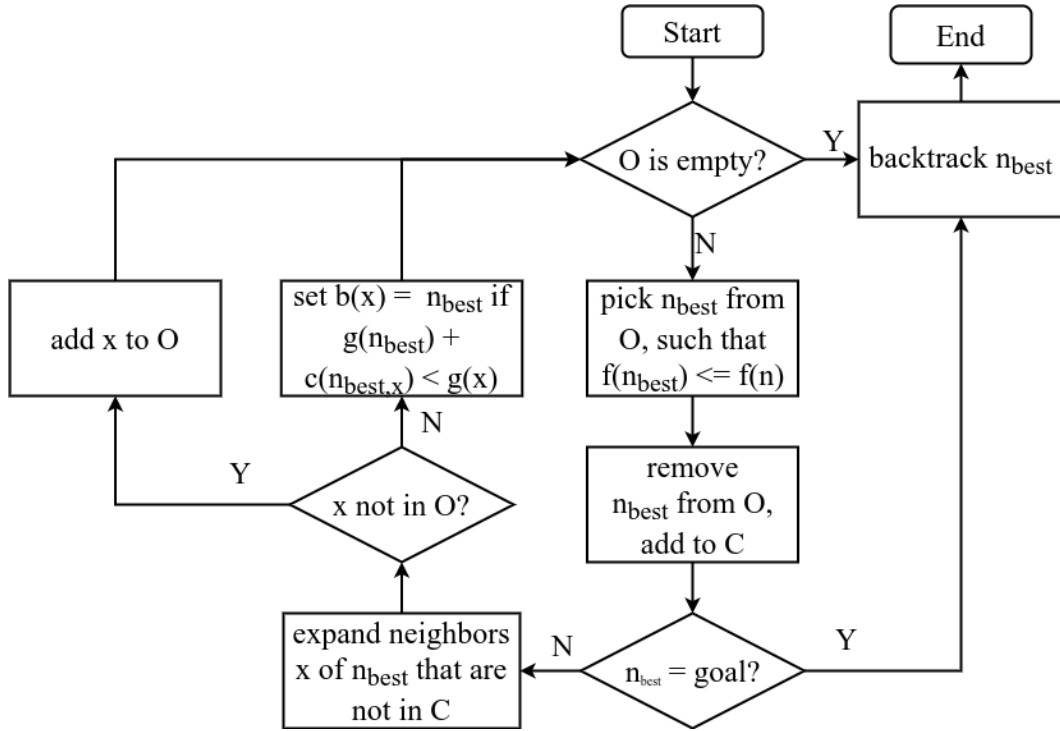 Start
End
O is empty?
Y
backtrack n_best
N
pick n_best from
O, such that
f(n_best) <= f(n)
set b(x) = n_best if
g(n_best) +
c(n_best,x) < g(x)
add x to O
N
Y
x not in O?
remove
n_best from O,
add to C
expand neighbors
x of n_best that are
not in C
N
n_best = goal?
Y